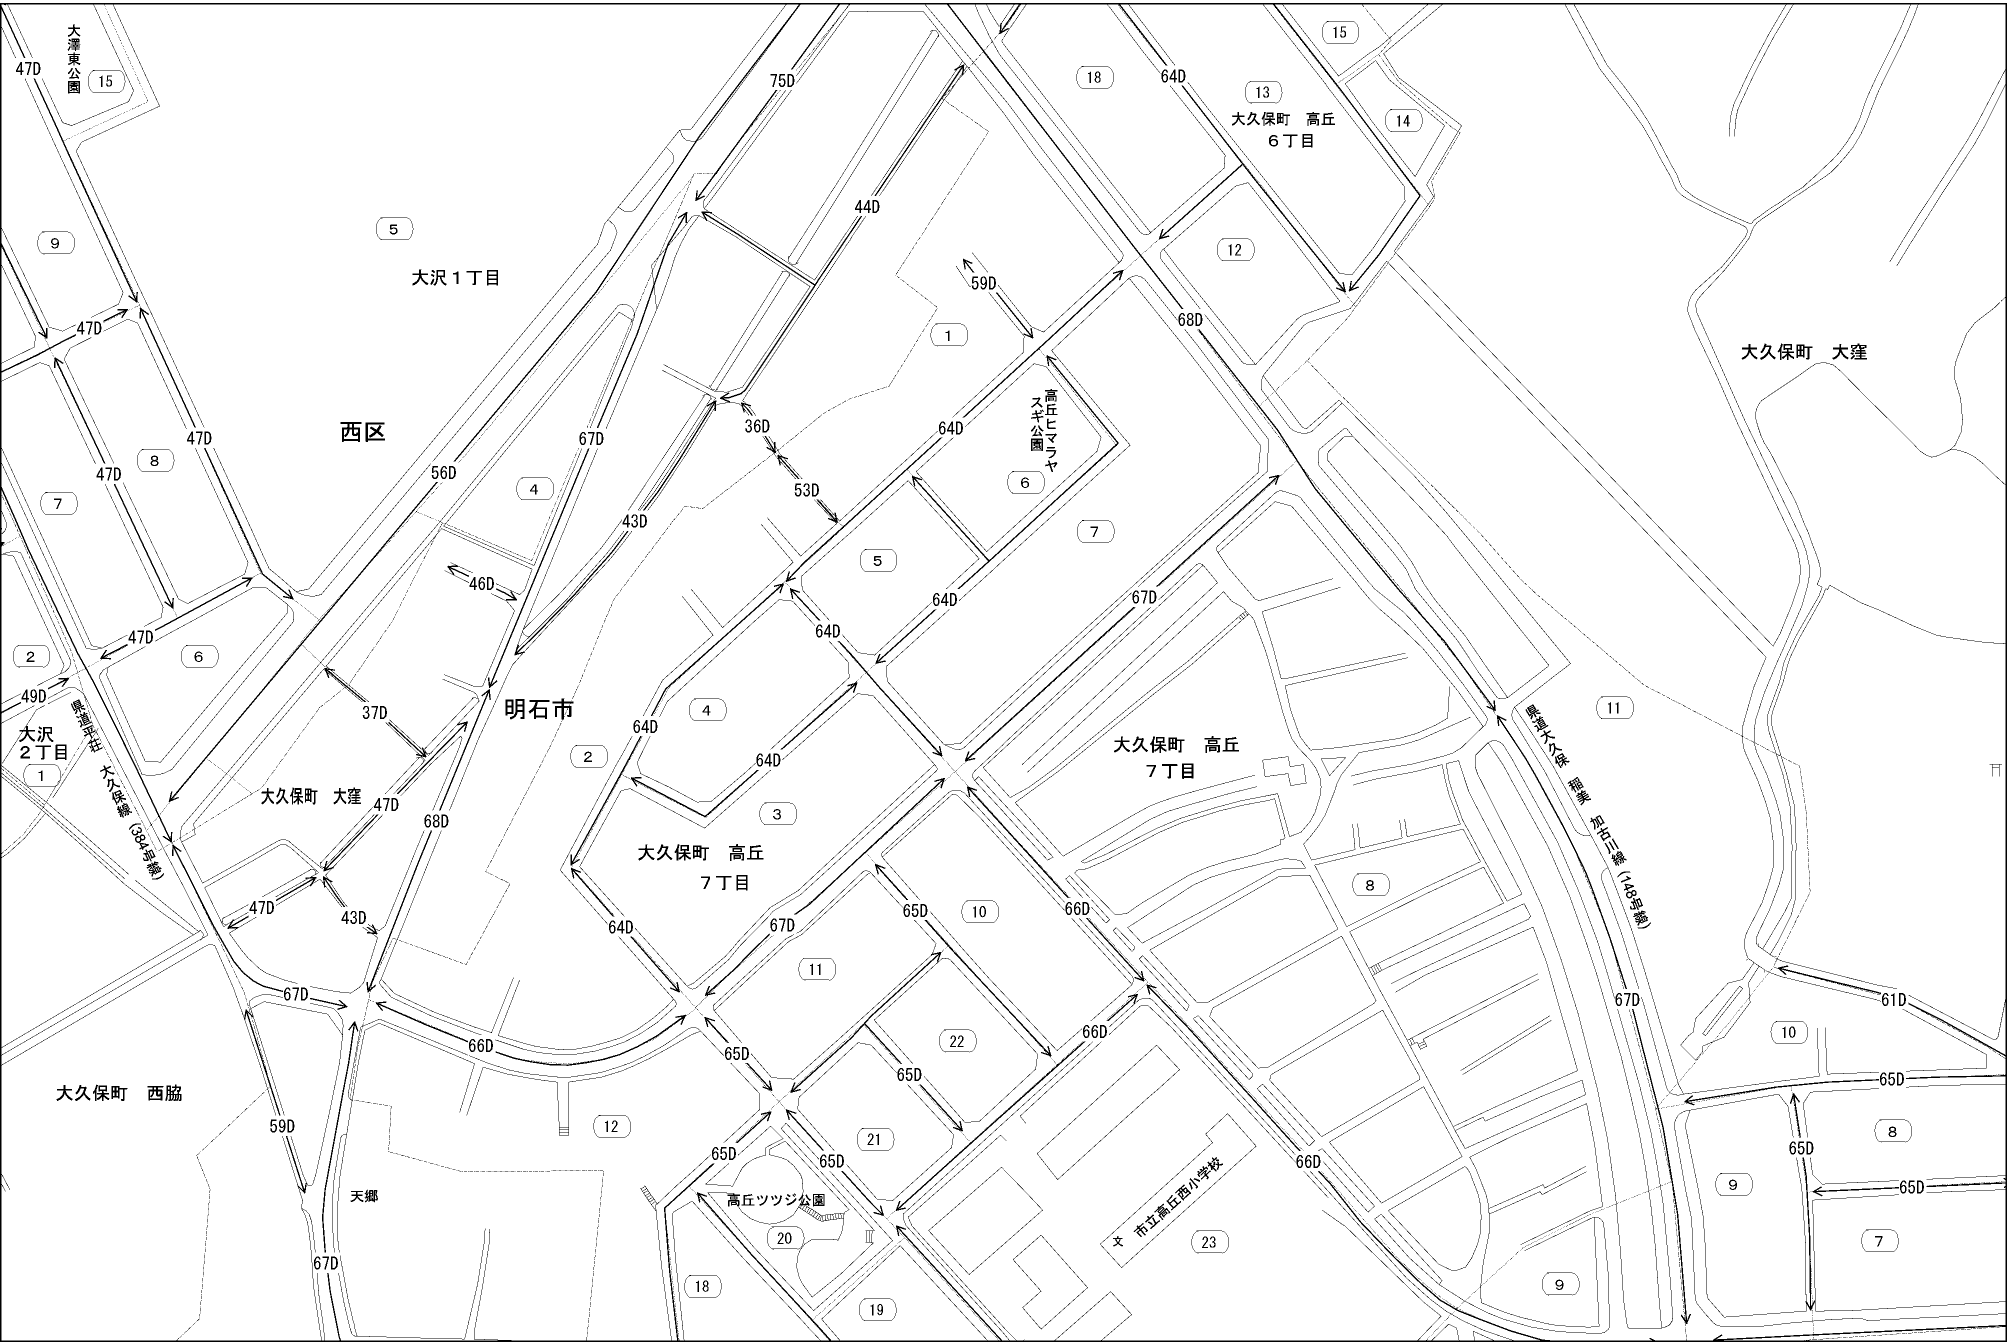 大澤東公園
15
47D
75D
18
64D
13
大久保町 高丘
６丁目
15
14
9
5
大沢１丁目
44D
12
59D
47D
1
68D
大久保町 大窪
西区
8
47D
47D
7
56D
67D
4
36D
43D
53D
64D
高丘ヒマラヤ
スギ公園
6
7
46D
5
64D
64D
67D
2
47D
6
49D
大沢
２丁目
1
県道平荘 大久保線 (384号線)
37D
明石市
64D
4
2
64D
大久保町 高丘
７丁目
11
県道大久保 稲美 加古川線 (148号線)
大久保町 大窪
47D
68D
3
大久保町 高丘
７丁目
47D
43D
64D
67D
65D
10
66D
8
67D
11
66D
65D
65D
22
66D
67D
61D
10
65D
大久保町 西脇
59D
12
21
65D
65D
66D
65D
8
9
65D
7
天郷
67D
高丘ツツジ公園
20
18
19
文 市立高丘西小学校
23
9